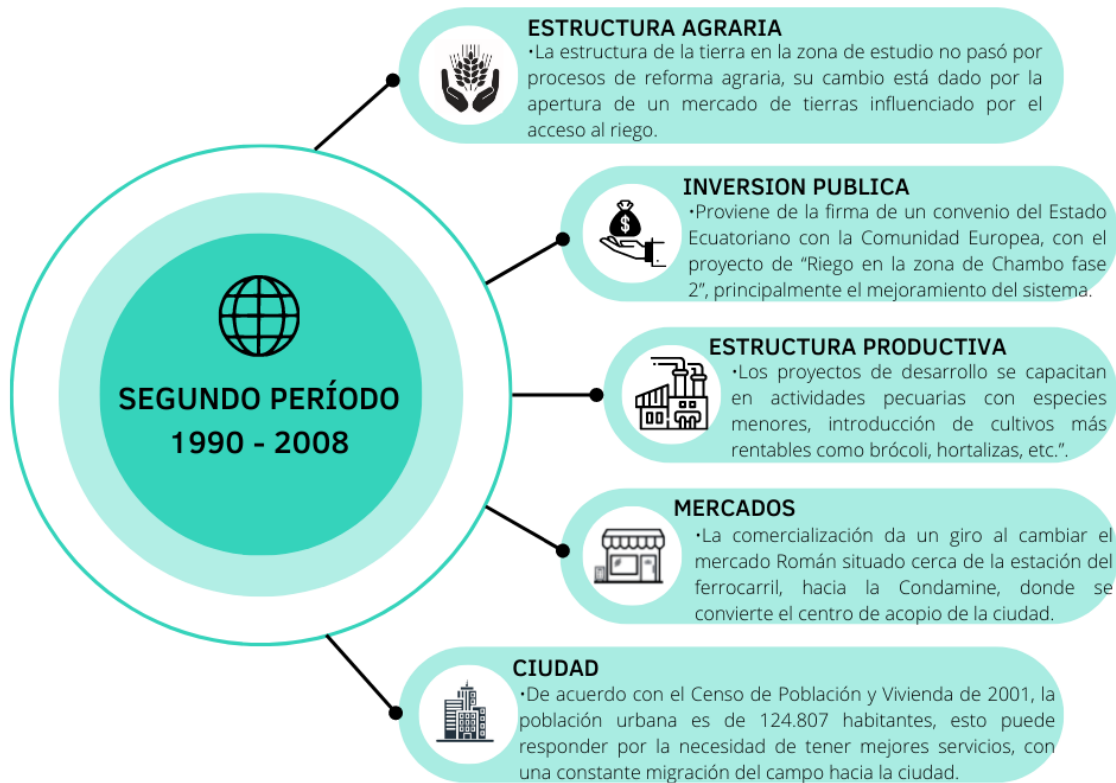 ESTRUCTURA AGRARIA
•La estructura de la tierra en la zona de estudio no pasó por
procesos de reforma agraria, su cambio está dado por la
apertura de un mercado de tierras influenciado por el
acceso al riego.
INVERSION PUBLICA
•Proviene de la firma de un convenio del Estado
Ecuatoriano con la Comunidad Europea, con el
proyecto de “Riego en la zona de Chambo fase
2”, principalmente el mejoramiento del sistema.
SEGUNDO PERÍODO
1990 - 2008
ESTRUCTURA PRODUCTIVA
•Los proyectos de desarrollo se capacitan
en actividades pecuarias con especies
menores, introducción de cultivos más
rentables como brócoli, hortalizas, etc.”.
MERCADOS
•La comercialización da un giro al cambiar el
mercado Román situado cerca de la estación del
ferrocarril, hacia la Condamine, donde se
convierte el centro de acopio de la ciudad.
CIUDAD
•De acuerdo con el Censo de Población y Vivienda de 2001, la
población urbana es de 124.807 habitantes, esto puede
responder por la necesidad de tener mejores servicios, con
una constante migración del campo hacia la ciudad.